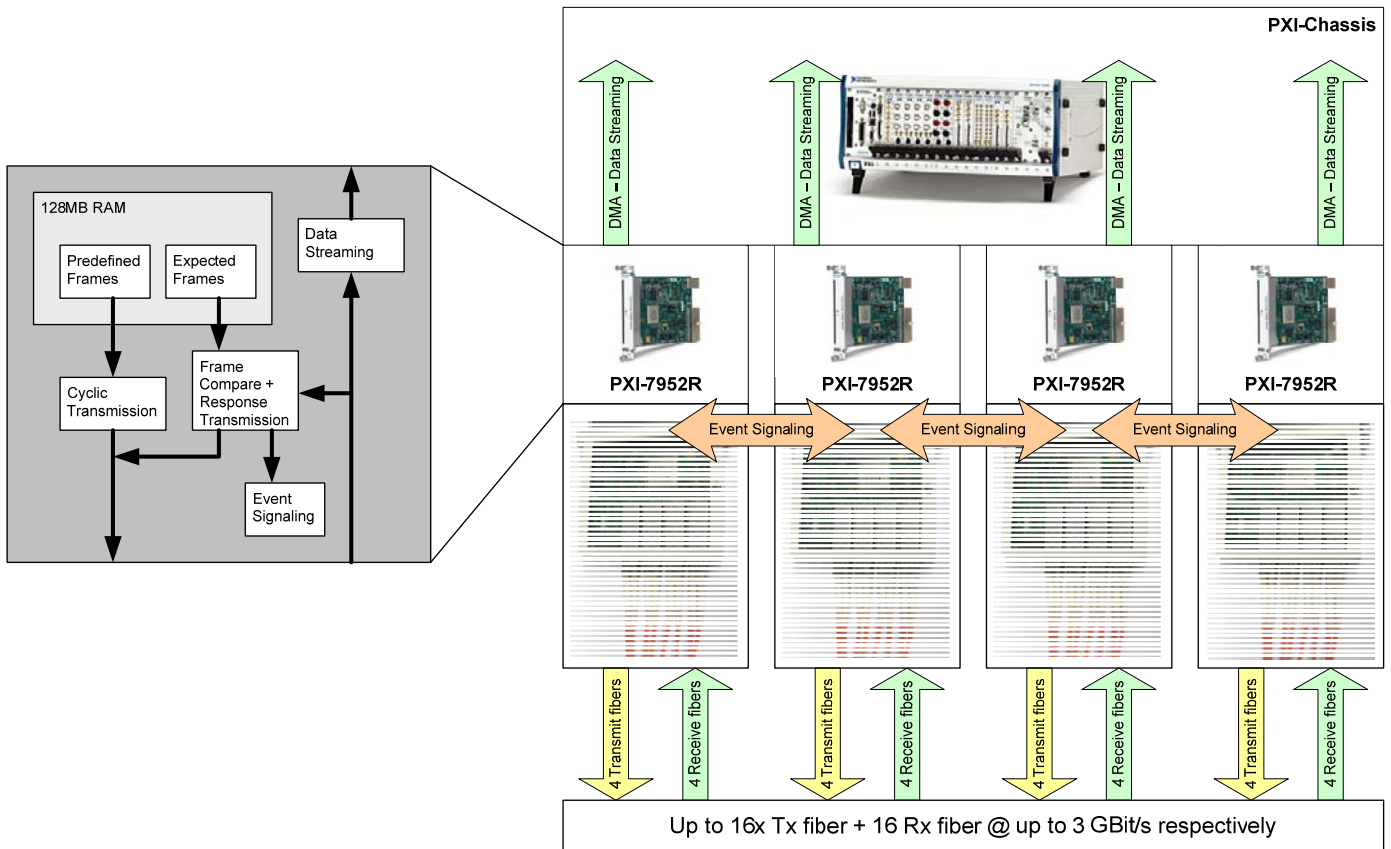 PXI-Chassis
DMA – Data Streaming
DMA – Data Streaming
DMA – Data Streaming
DMA – Data Streaming
128MB RAM
Predefined
Frames
Expected
Frames
Data
Streaming
Cyclic
Transmission
Frame
Compare +
Response
Transmission
Event
Signaling
PXI-7952R
PXI-7952R
PXI-7952R
PXI-7952R
Event Signaling
Event Signaling
Event Signaling
4 Transmit fibers
4 Receive fibers
4 Transmit fibers
4 Receive fibers
4 Transmit fibers
4 Receive fibers
4 Transmit fibers
4 Receive fibers
Up to 16x Tx fiber + 16 Rx fiber @ up to 3 GBit/s respectively